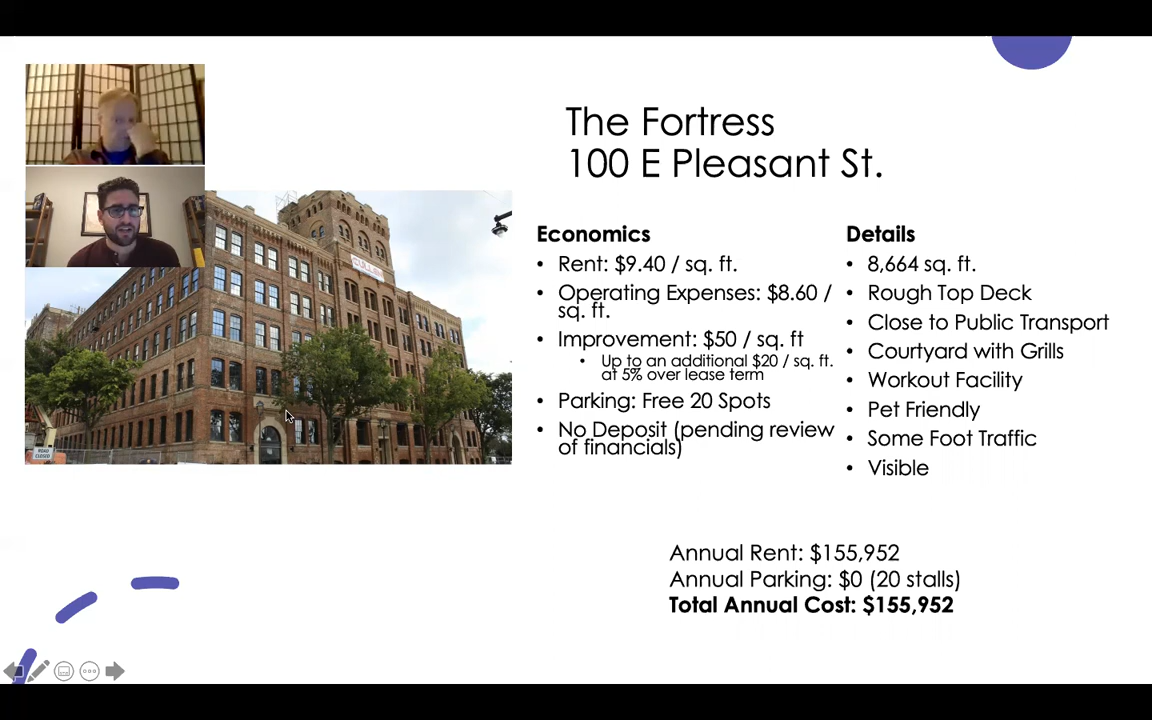 The Fortress
100 E Pleasant St.
Economics
• Rent: $9.40 / sq. ft.
• Operating Expenses: $8.60 /
sq. ft.
• Improvement: $50 / sq. ft
• Up to an additional $20 / sq. ft.
at 5% over lease term
• Parking: Free 20 Spots
• No Deposit (pending review
of financials)
Details
• 8,664 sq. ft.
• Rough Top Deck
• Close to Public Transport
• Courtyard with Grills
• Workout Facility
• Pet Friendly
• Some Foot Traffic
• Visible
ROAD
CLOSED
Annual Rent: $155,952
Annual Parking: $0 (20 stalls)
Total Annual Cost: $155,952